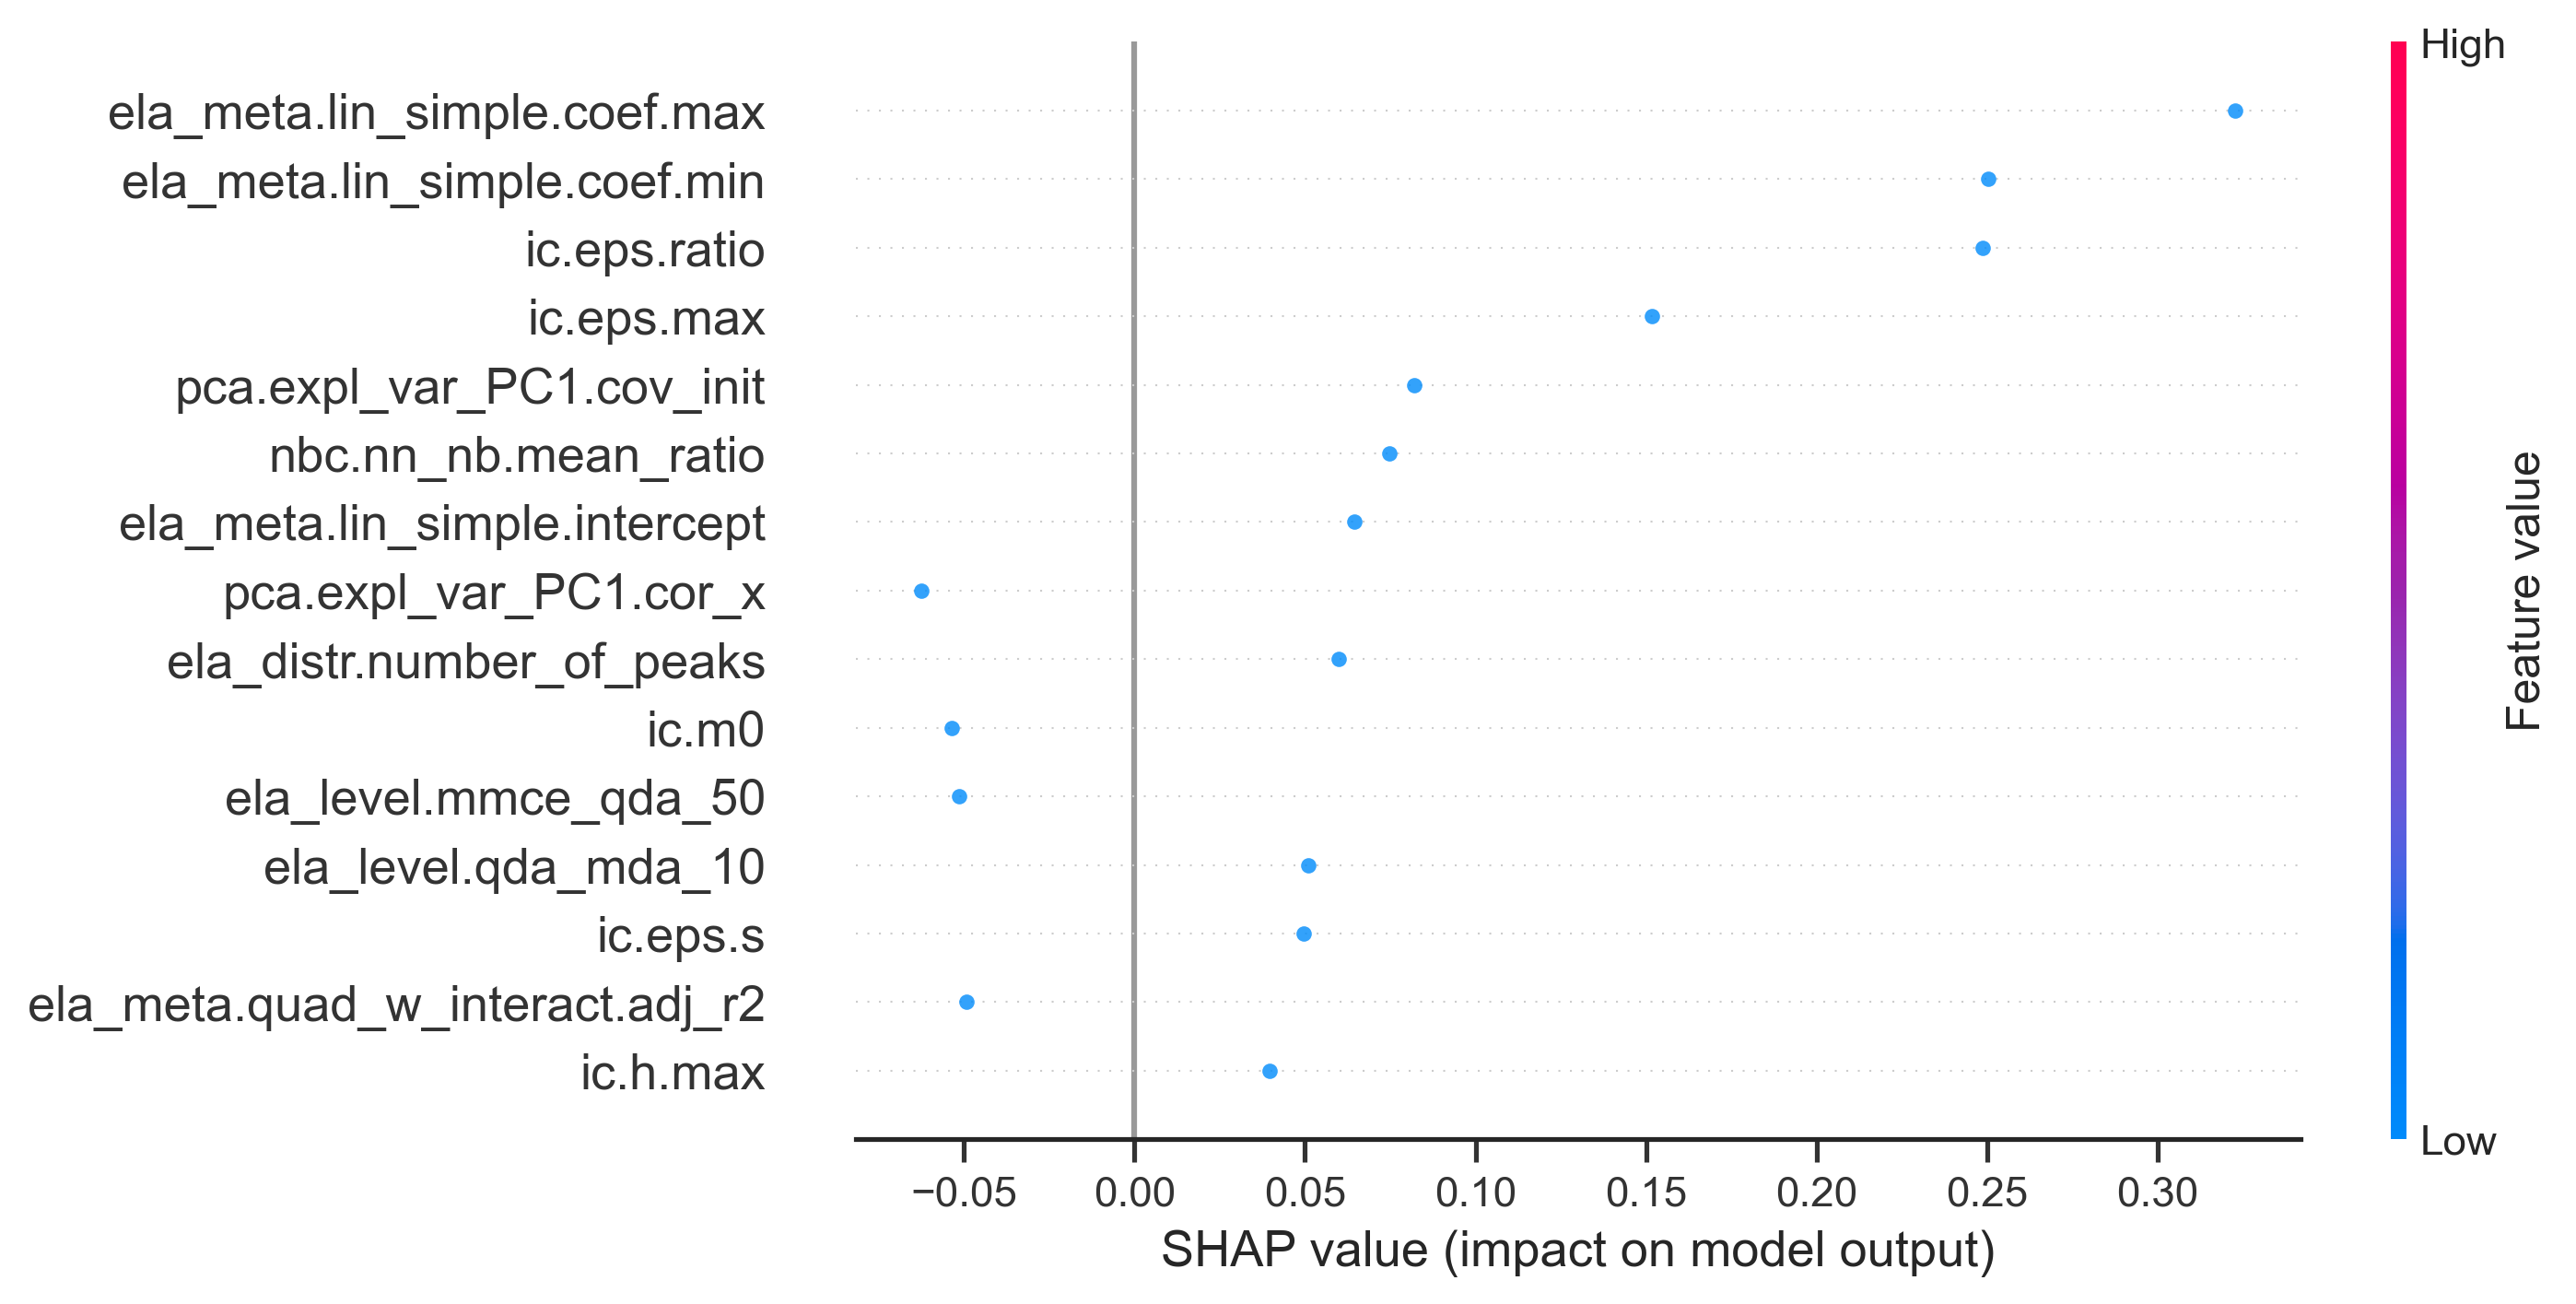 High
ela_meta.lin_simple.coef.max
ela_meta.lin_simple.coef.min
ic.eps.ratio
ic.eps.max
pca.expl_var_PC1.cov_init
nbc.nn_nb.mean_ratio
ela_meta.lin_simple.intercept
pca.expl_var_PC1.cor_x
ela_distr.number_of_peaks
ic.m0
ela_level.mmce_qda_50
ela_level.qda_mda_10
ic.eps.s
ela_meta.quad_w_interact.adj_r2
ic.h.max
Feature value
Low
−0.05 0.00 0.05 0.10 0.15 0.20 0.25 0.30
SHAP value (impact on model output)